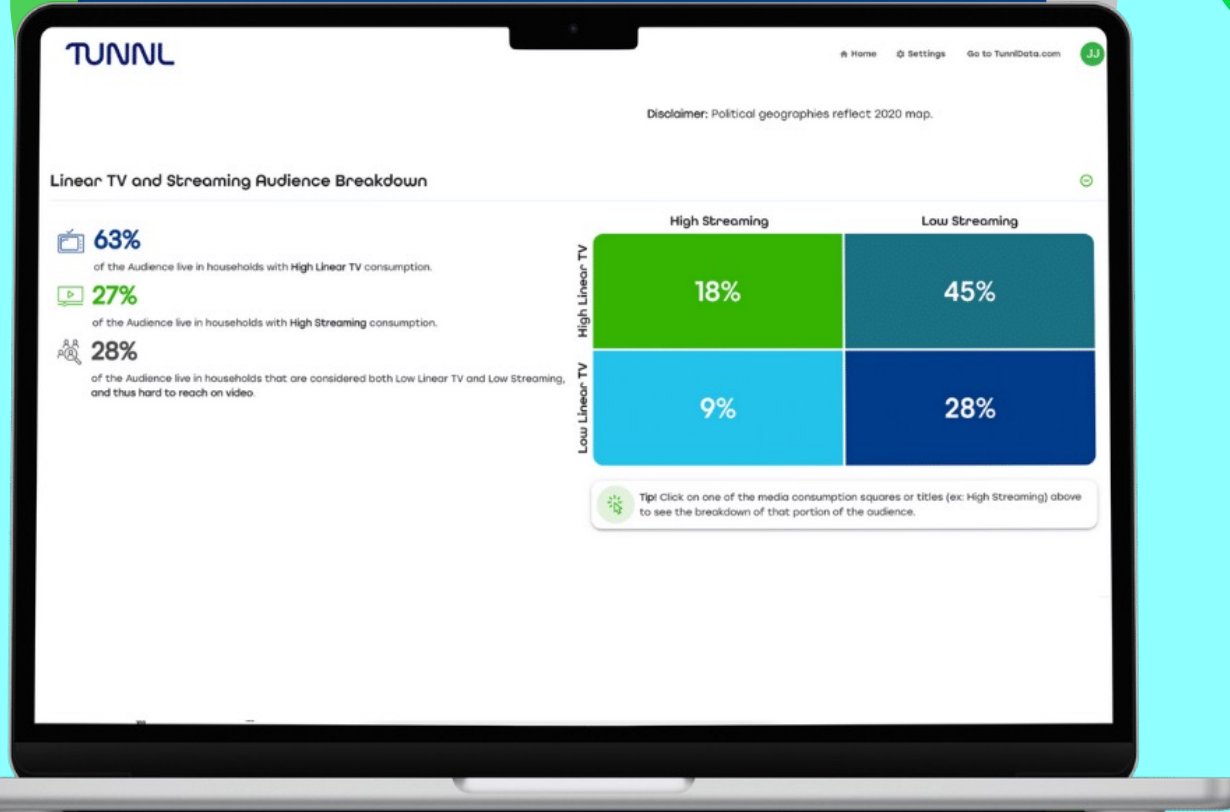 TUNNL
Home Settings Go to TunnlData.com JJ
Disclaimer: Political geographies reflect 2020 map.
Linear TV and Streaming Audience Breakdown
63%
of the Audience live in households with High Linear TV consumption.
27%
of the Audience live in households with High Streaming consumption.
28%
of the Audience live in households that are considered both Low Linear TV and Low Streaming,
and thus hard to reach on video.
High Streaming Low Streaming
High Linear TV
18% 45%
Low Linear TV
9% 28%
Tip! Click on one of the media consumption squares or titles (ex: High Streaming) above
to see the breakdown of that portion of the audience.